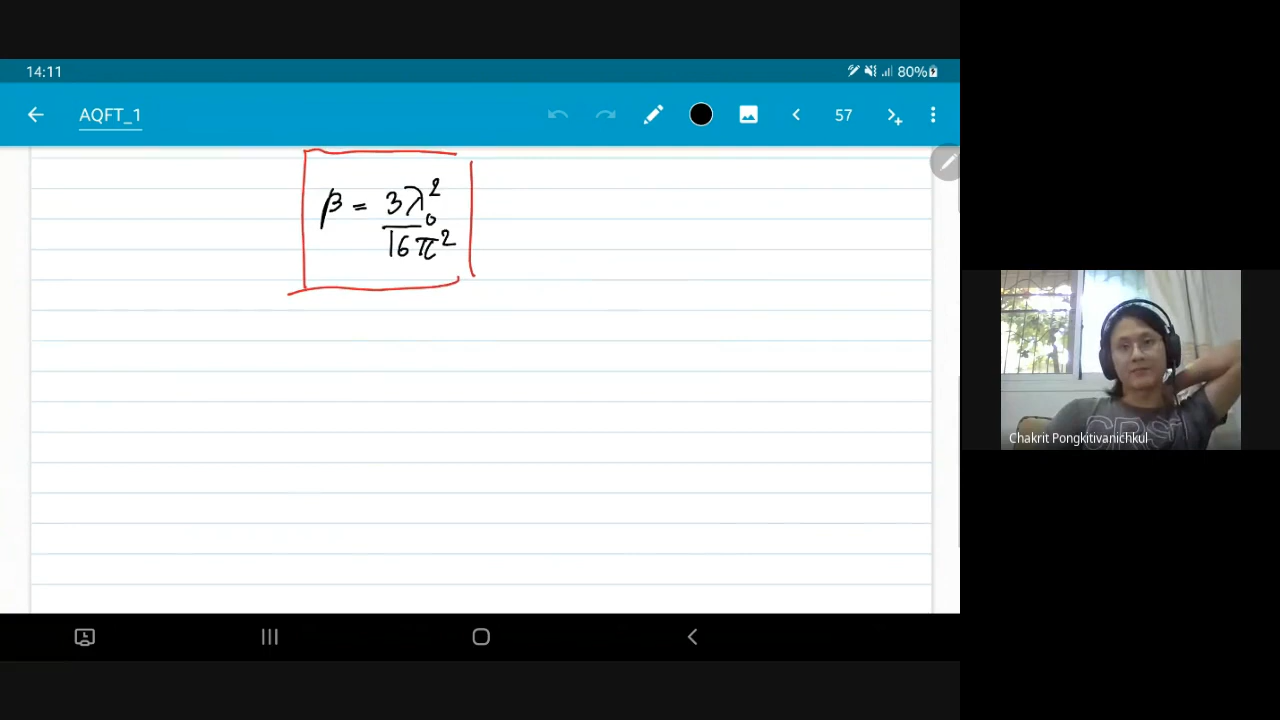 14:11 80%
AQFT_1 57
β = 3λ₀²
16π²
Chakrit Pongkitivanichkul